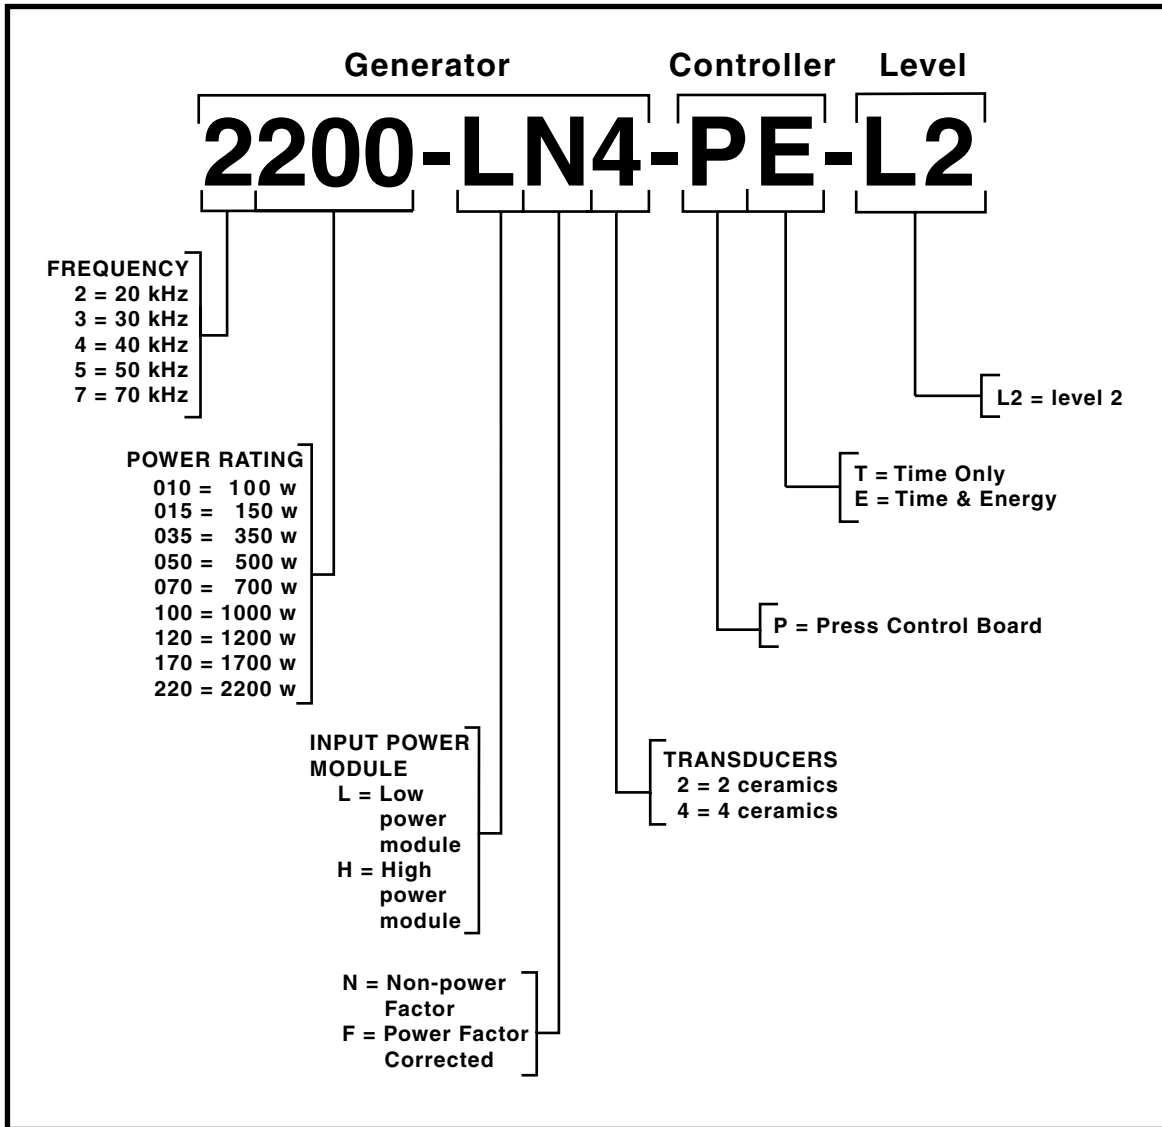 Generator Controller Level
2200-LN4-PE-L2
FREQUENCY
2 = 20 kHz
3 = 30 kHz
4 = 40 kHz
5 = 50 kHz
7 = 70 kHz
L2 = level 2
POWER RATING
010 = 100 w
015 = 150 w
035 = 350 w
050 = 500 w
070 = 700 w
100 = 1000 w
120 = 1200 w
170 = 1700 w
220 = 2200 w
T = Time Only
E = Time & Energy
P = Press Control Board
INPUT POWER
MODULE
L = Low
power
module
H = High
power
module
TRANSDUCERS
2 = 2 ceramics
4 = 4 ceramics
N = Non-power
Factor
F = Power Factor
Corrected